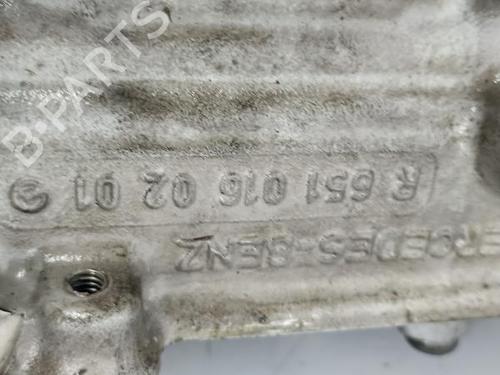 B-PARTS
R 651 016 02 01
MERCEDES-BENZ